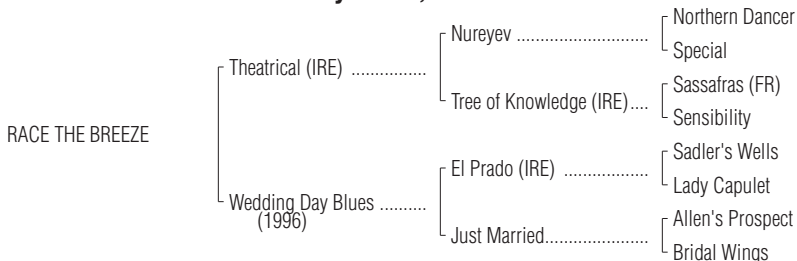 Northern Dancer
Nureyev
Special
Theatrical (IRE)
Sassafras (FR)
Tree of Knowledge (IRE)
Sensibility
RACE THE BREEZE
Sadler's Wells
El Prado (IRE)
Lady Capulet
Wedding Day Blues
(1996)
Allen's Prospect
Just Married
Bridal Wings